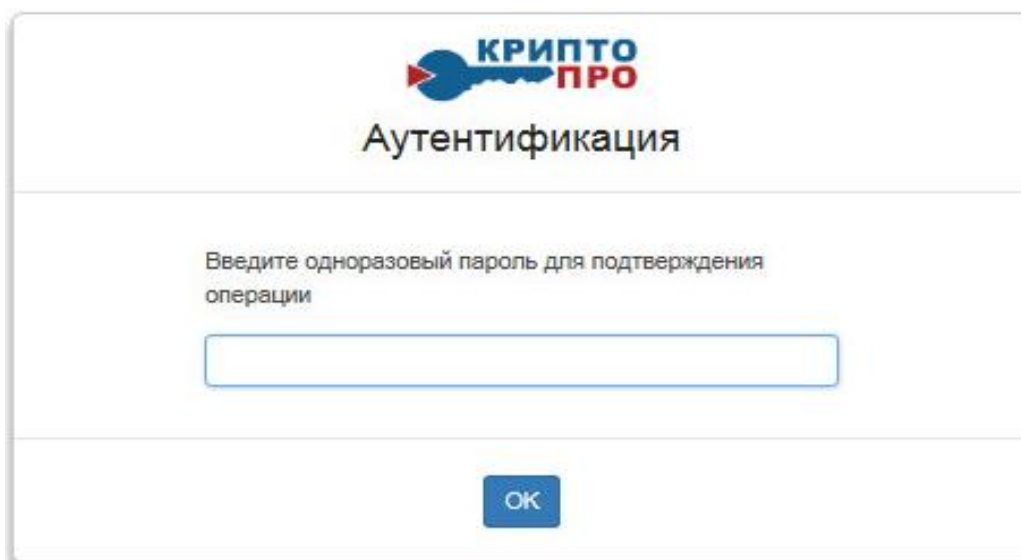 КРИПТО
ПРО
Аутентификация
Введите одноразовый пароль для подтверждения
операции
OK